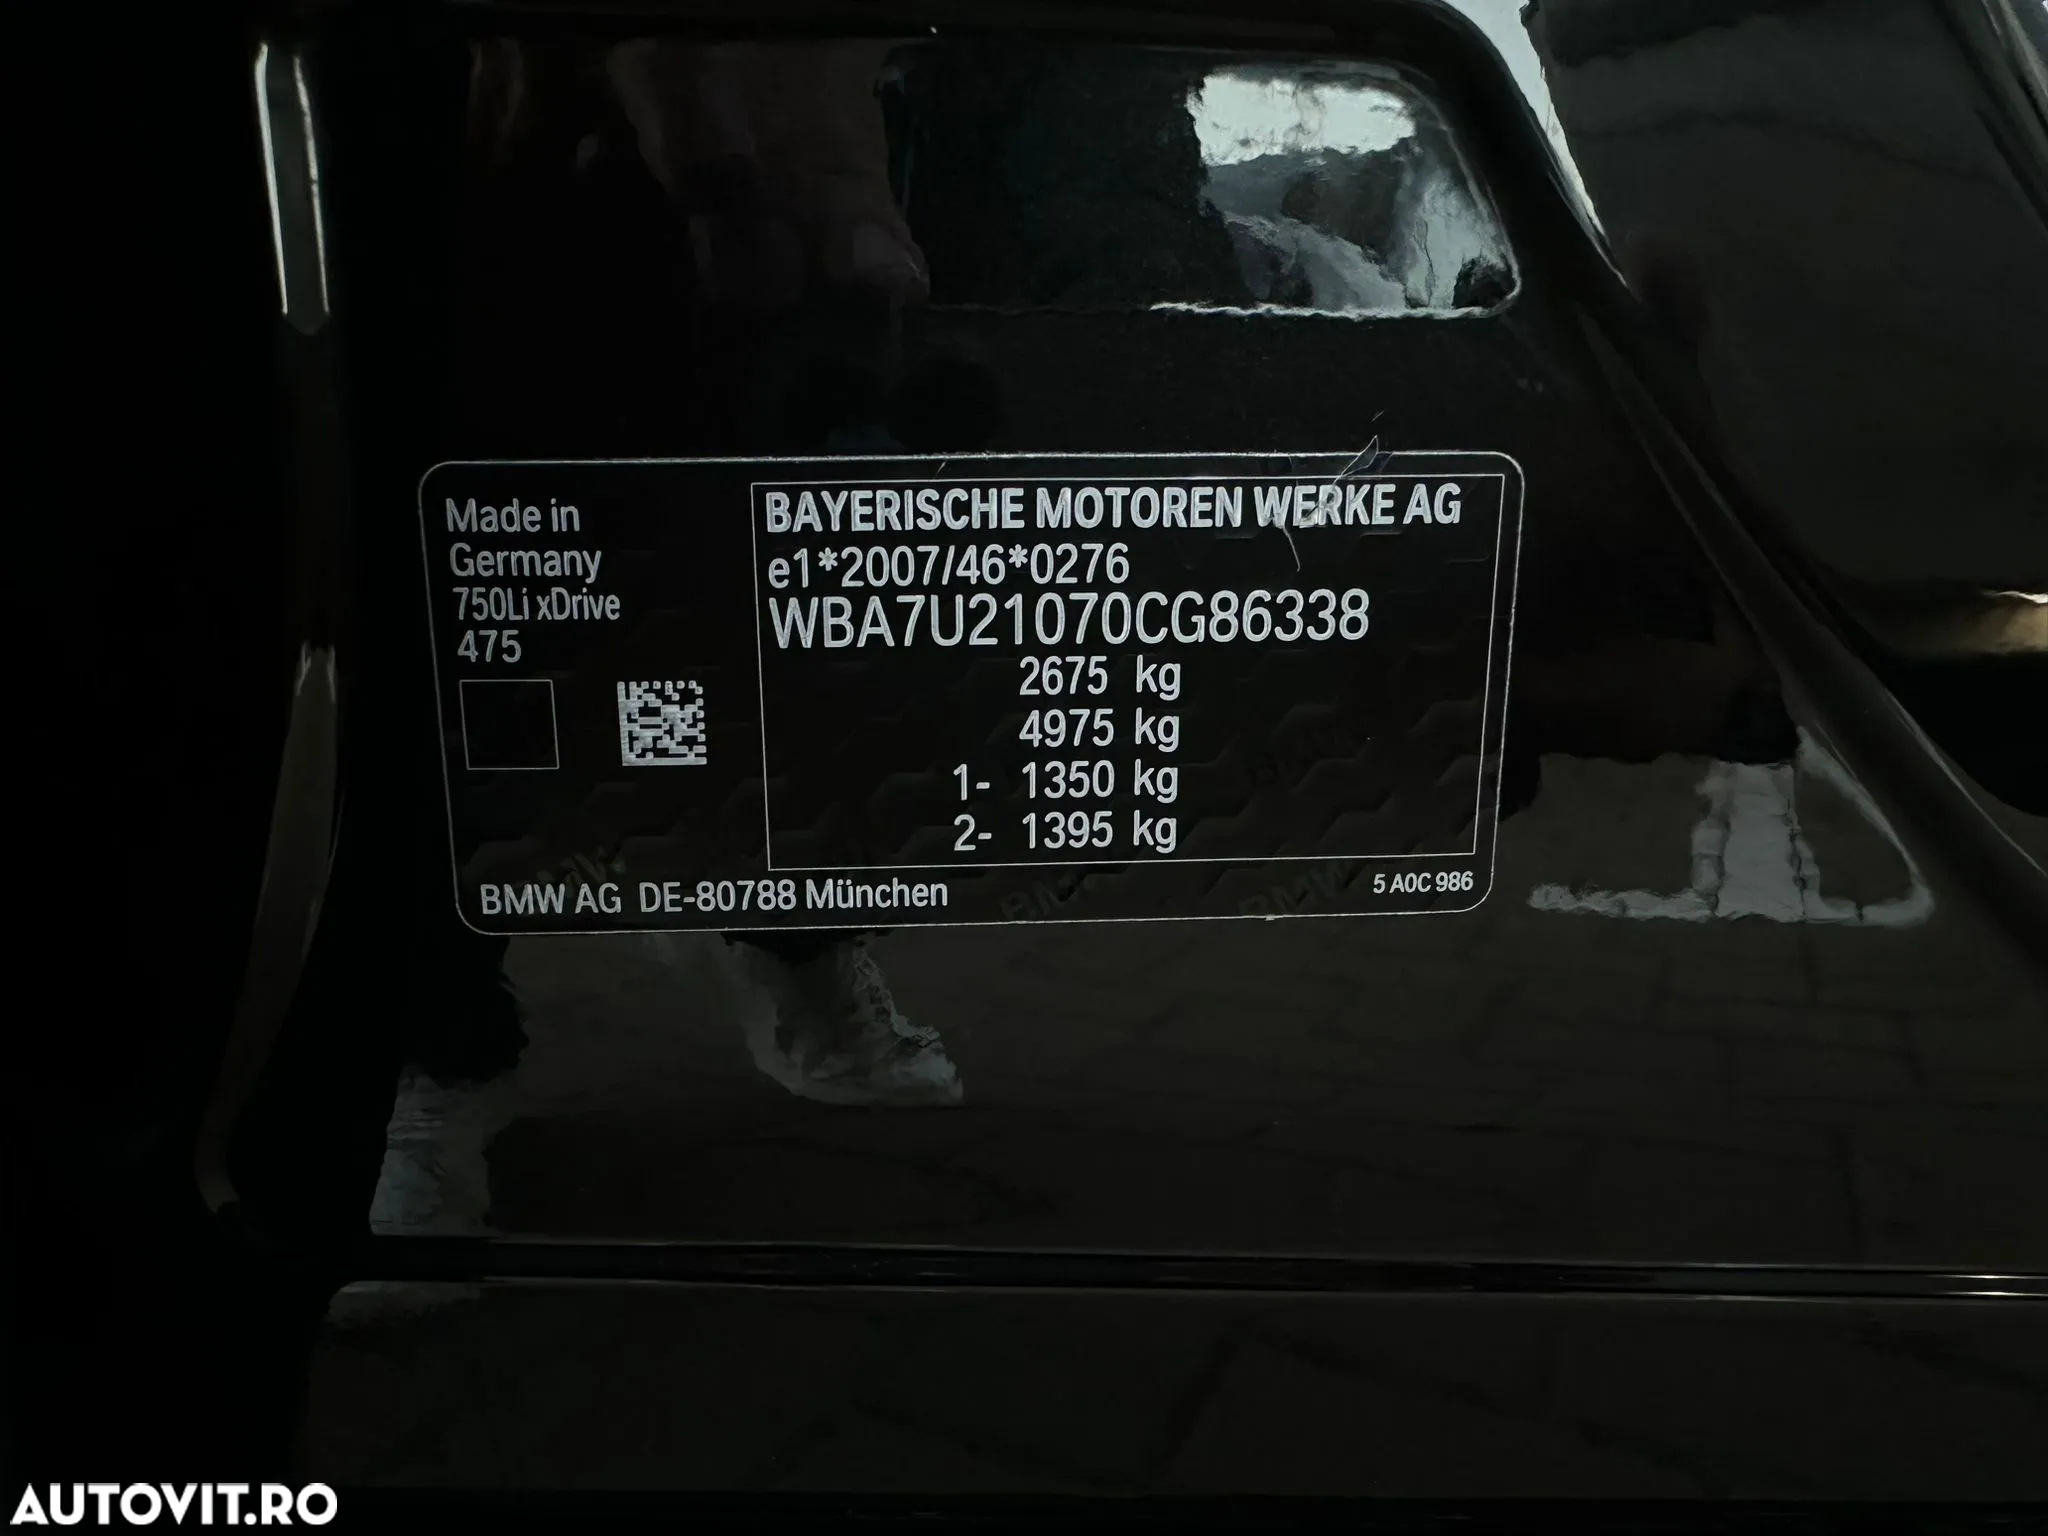 Made in
Germany
750Li xDrive
475
BAYERISCHE MOTOREN WERKE AG
e1*2007/46*0276
WBA7U21070CG86338
2675 kg
4975 kg
1- 1350 kg
2- 1395 kg
BMW AG DE-80788 München
5 A0C 986
AUTOVIT.RO